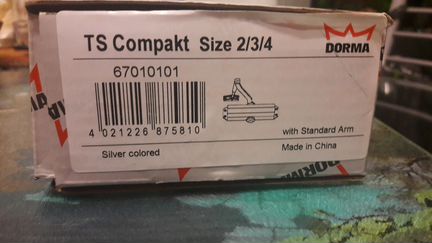 TS Compakt Size 2/3/4
DORMA
67010101
4 021226 875810
with Standard Arm
Silver colored
Made in China
DORMA